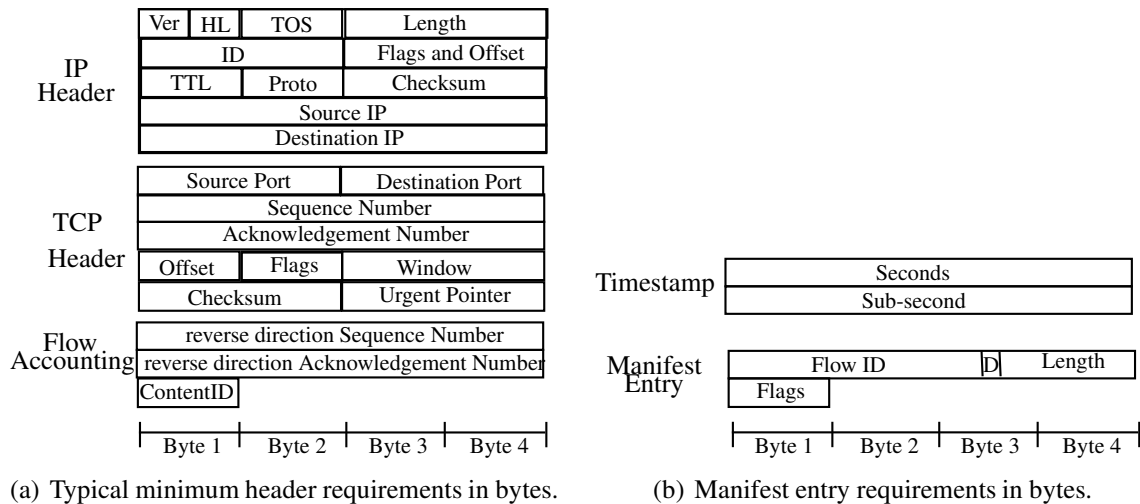 Ver HL TOS Length
ID Flags and Offset
IP
Header
TTL Proto Checksum
Source IP
Destination IP
Source Port Destination Port
Sequence Number
TCP
Header
Acknowledgement Number
Offset Flags Window
Checksum Urgent Pointer
Flow
Accounting
reverse direction Sequence Number
reverse direction Acknowledgement Number
ContentID
Byte 1 Byte 2 Byte 3 Byte 4
(a) Typical minimum header requirements in bytes.
Timestamp
Seconds
Sub-second
Manifest
Entry
Flow ID D Length
Flags
Byte 1 Byte 2 Byte 3 Byte 4
(b) Manifest entry requirements in bytes.